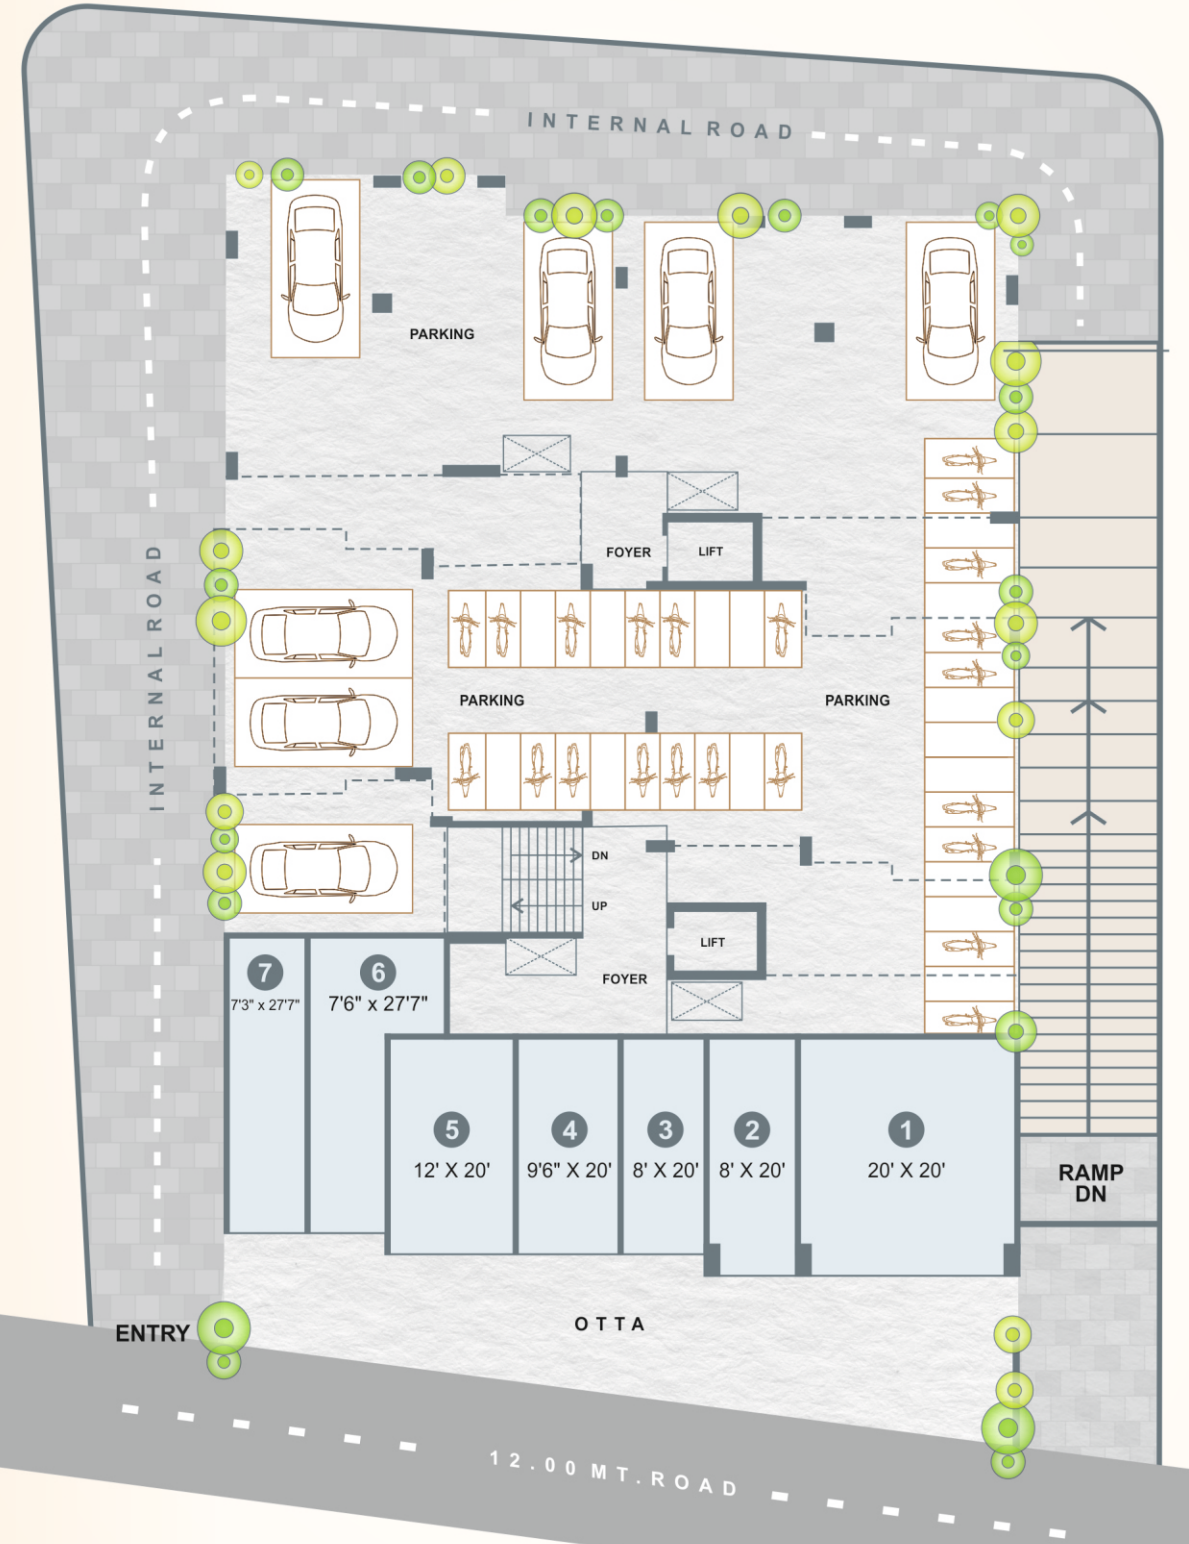 INTERNAL ROAD
PARKING
INTERNAL ROAD
FOYER
LIFT
PARKING
PARKING
DN
UP
LIFT
FOYER
7
7'3" x 27'7"
6
7'6" x 27'7"
5
12' X 20'
4
9'6" X 20'
3
8' X 20'
2
8' X 20'
1
20' X 20'
RAMP
DN
OTTA
ENTRY
12.00 MT. ROAD